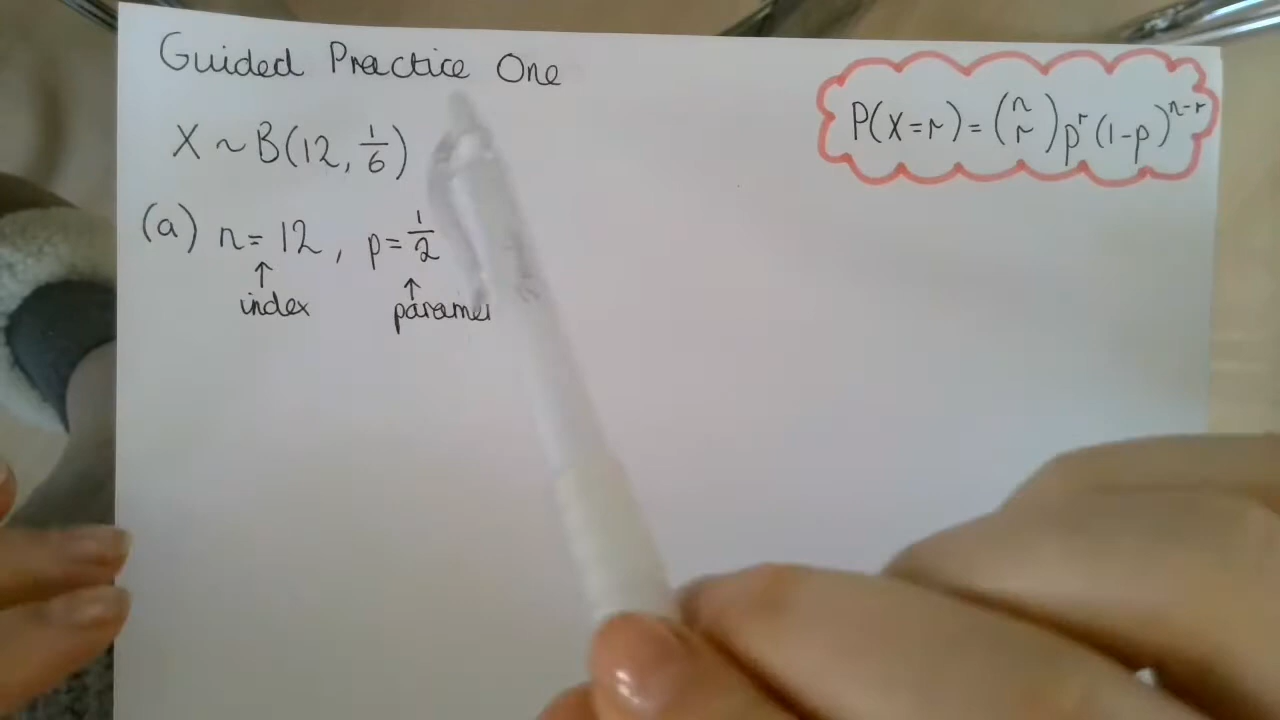 Guided Practice One
P(X=r) = (n r) p^r (1-p)^(n-r)
X ~ B(12, 1/6)
(a) n = 12, p = 1/2
↑ ↑
index